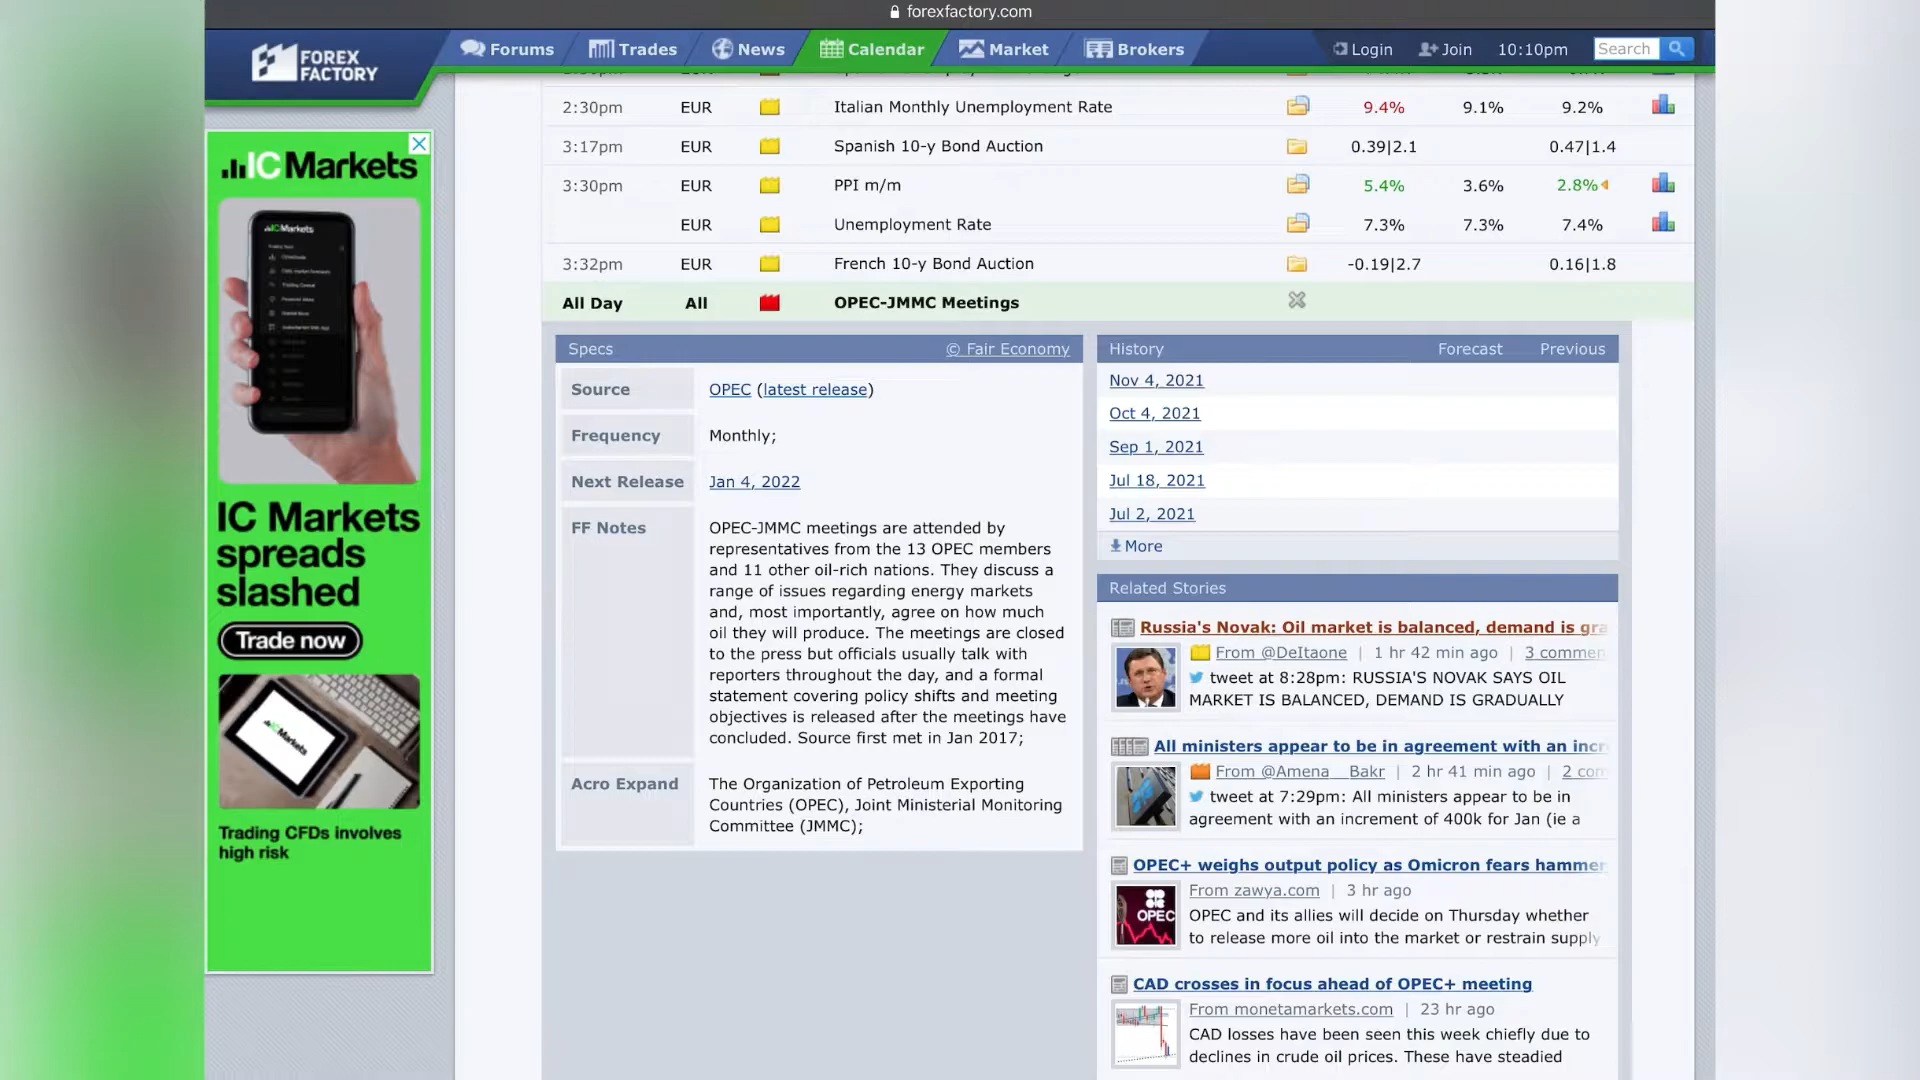 forexfactory.com
FOREX
FACTORY
Forums
Trades
News
Calendar
Market
Brokers
Login
Join
10:10pm
Search
2:30pm EUR Italian Monthly Unemployment Rate 9.4% 9.1% 9.2%
3:17pm EUR Spanish 10-y Bond Auction 0.39|2.1 0.47|1.4
3:30pm EUR PPI m/m 5.4% 3.6% 2.8%
EUR Unemployment Rate 7.3% 7.3% 7.4%
3:32pm EUR French 10-y Bond Auction -0.19|2.7 0.16|1.8
All Day All OPEC-JMMC Meetings
IC Markets
IC Markets
IC Markets
spreads
slashed
Trade now
IC Markets
Trading CFDs involves
high risk
Specs © Fair Economy
Source OPEC (latest release)
Frequency Monthly;
Next Release Jan 4, 2022
FF Notes OPEC-JMMC meetings are attended by
representatives from the 13 OPEC members
and 11 other oil-rich nations. They discuss a
range of issues regarding energy markets
and, most importantly, agree on how much
oil they will produce. The meetings are closed
to the press but officials usually talk with
reporters throughout the day, and a formal
statement covering policy shifts and meeting
objectives is released after the meetings have
concluded. Source first met in Jan 2017;
Acro Expand The Organization of Petroleum Exporting
Countries (OPEC), Joint Ministerial Monitoring
Committee (JMMC);
History Forecast Previous
Nov 4, 2021
Oct 4, 2021
Sep 1, 2021
Jul 18, 2021
Jul 2, 2021
More
Related Stories
Russia's Novak: Oil market is balanced, demand is gra
From @DeItaone | 1 hr 42 min ago | 3 commen
tweet at 8:28pm: RUSSIA'S NOVAK SAYS OIL
MARKET IS BALANCED, DEMAND IS GRADUALLY
All ministers appear to be in agreement with an incr
From @Amena__Bakr | 2 hr 41 min ago | 2 com
tweet at 7:29pm: All ministers appear to be in
agreement with an increment of 400k for Jan (ie a
OPEC+ weighs output policy as Omicron fears hammer
From zawya.com | 3 hr ago
OPEC
OPEC and its allies will decide on Thursday whether
to release more oil into the market or restrain supply
CAD crosses in focus ahead of OPEC+ meeting
From monetamarkets.com | 23 hr ago
CAD losses have been seen this week chiefly due to
declines in crude oil prices. These have steadied